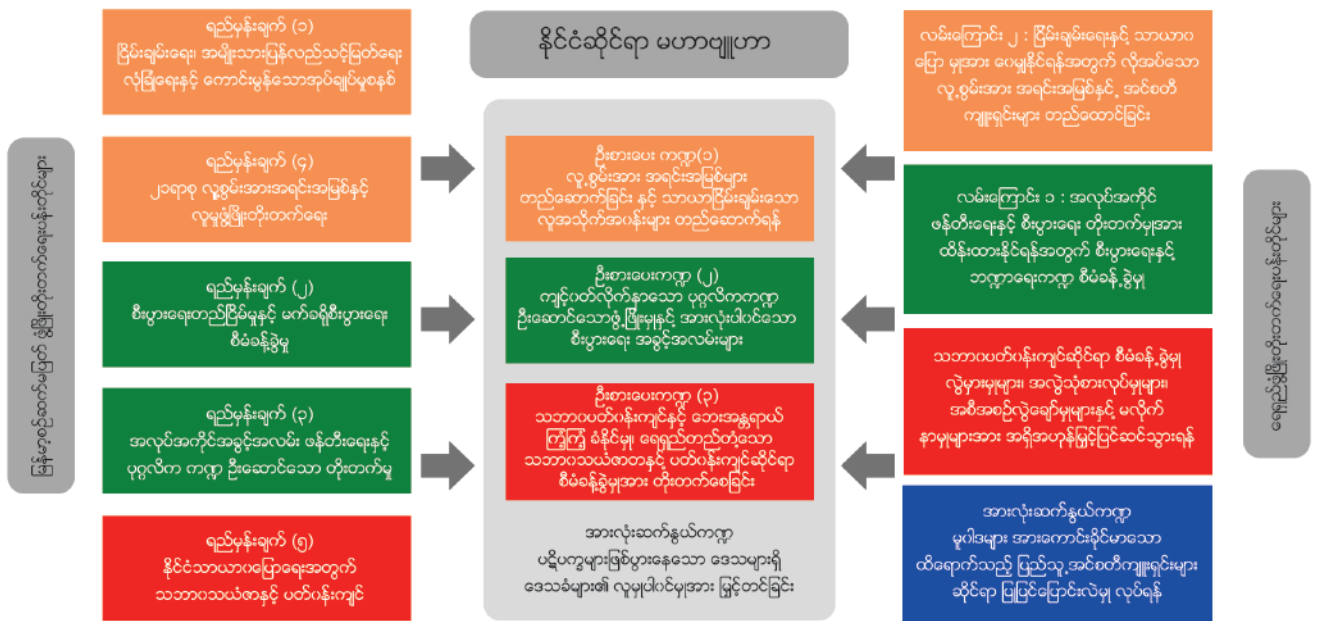 မြန်မာ့စဉ်ဆက်မပြတ် ဖွံ့ဖြိုးတိုးတက်ရေးပန်းတိုင်များ
ရည်မှန်းချက် (၁)
ငြိမ်းချမ်းရေး၊ အမျိုးသားပြန်လည်သင့်မြတ်ရေး
လုံခြုံရေးနှင့် ကောင်းမွန်သောအုပ်ချုပ်မှုစနစ်
ရည်မှန်းချက် (၄)
၂၁ရာစု လူ့စွမ်းအားအရင်းအမြစ်နှင့်
လူမှုဖွံ့ဖြိုးတိုးတက်ရေး
ရည်မှန်းချက် (၂)
စီးပွားရေးတည်ငြိမ်မှုနှင့် မက်ခရိုစီးပွားရေး
စီမံခန့်ခွဲမှု
ရည်မှန်းချက် (၃)
အလုပ်အကိုင်အခွင့်အလမ်း ဖန်တီးရေးနှင့်
ပုဂ္ဂလိက ကဏ္ဍ ဦးဆောင်သော တိုးတက်မှု
ရည်မှန်းချက် (၅)
နိုင်ငံသာယာဝပြောရေးအတွက်
သဘာဝသယံဇာနှင့် ပတ်ဝန်းကျင်
နိုင်ငံဆိုင်ရာ မဟာဗျူဟာ
ဦးစားပေး ကဏ္ဍ(၁)
လူ့စွမ်းအား အရင်းအမြစ်များ
တည်ဆောက်ခြင်း နှင့် သာယာငြိမ်းချမ်းသော
လူအသိုက်အဝန်းများ တည်ဆောက်ရန်
ဦးစားပေးကဏ္ဍ (၂)
ကျင့်ဝတ်လိုက်နာသော ပုဂ္ဂလိကကဏ္ဍ
ဦးဆောင်သောဖွံ့ဖြိုးမှုနှင့် အားလုံးပါဝင်သော
စီးပွားရေး အခွင့်အလမ်းများ
ဦးစားပေးကဏ္ဍ (၃)
သဘာဝပတ်ဝန်းကျင်နှင့် ဘေးအန္တရာယ်
ကြံ့ကြံ့ ခံနိုင်မှု၊ ရေရှည်တည်တံ့သော
သဘာဝသယံဇာတနှင့် ပတ်ဝန်းကျင်ဆိုင်ရာ
စီမံခန့်ခွဲမှုအား တိုးတက်စေခြင်း
အားလုံးဆက်နွှယ်ကဏ္ဍ
ပဋိပက္ခများဖြစ်ပွားနေသော ဒေသများရှိ
ဒေသခံများ၏ လူမှုပါဝင်မှုအား မြှင့်တင်ခြင်း
လမ်းကြောင်း ၂ : ငြိမ်းချမ်းရေးနှင့် သာယာဝ
ပြော မှုအား ဝေမျှနိုင်ရန်အတွက် လိုအပ်သော
လူ့စွမ်းအား အရင်းအမြစ်နှင့် အင်စတီ
ကျူးရှင်းများ တည်ထောင်ခြင်း
လမ်းကြောင်း ၁ : အလုပ်အကိုင်
ဖန်တီးရေးနှင့် စီးပွားရေး တိုးတက်မှုအား
ထိန်းထားနိုင်ရန်အတွက် စီးပွားရေးနှင့်
ဘဏ္ဍာရေးကဏ္ဍ စီမံခန့်ခွဲမှု
သဘာဝပတ်ဝန်းကျင်ဆိုင်ရာ စီမံခန့်ခွဲမှု
လွဲမှားမှုများ၊ အလွဲသုံးစားလုပ်မှုများ၊
အစီအစဉ်လွဲချော်မှုများနှင့် မလိုက်
နာမှုများအား အရှိအဟုန်မြှင့်ပြင်ဆင်သွားရန်
အားလုံးဆက်နွယ်ကဏ္ဍ
မူဝါဒများ အားကောင်းခိုင်မာသော
ထိရောက်သည့် ပြည်သူ့အင်စတီကျူးရှင်းများ
ဆိုင်ရာ ပြုပြင်ပြောင်းလဲမှု လုပ်ရန်